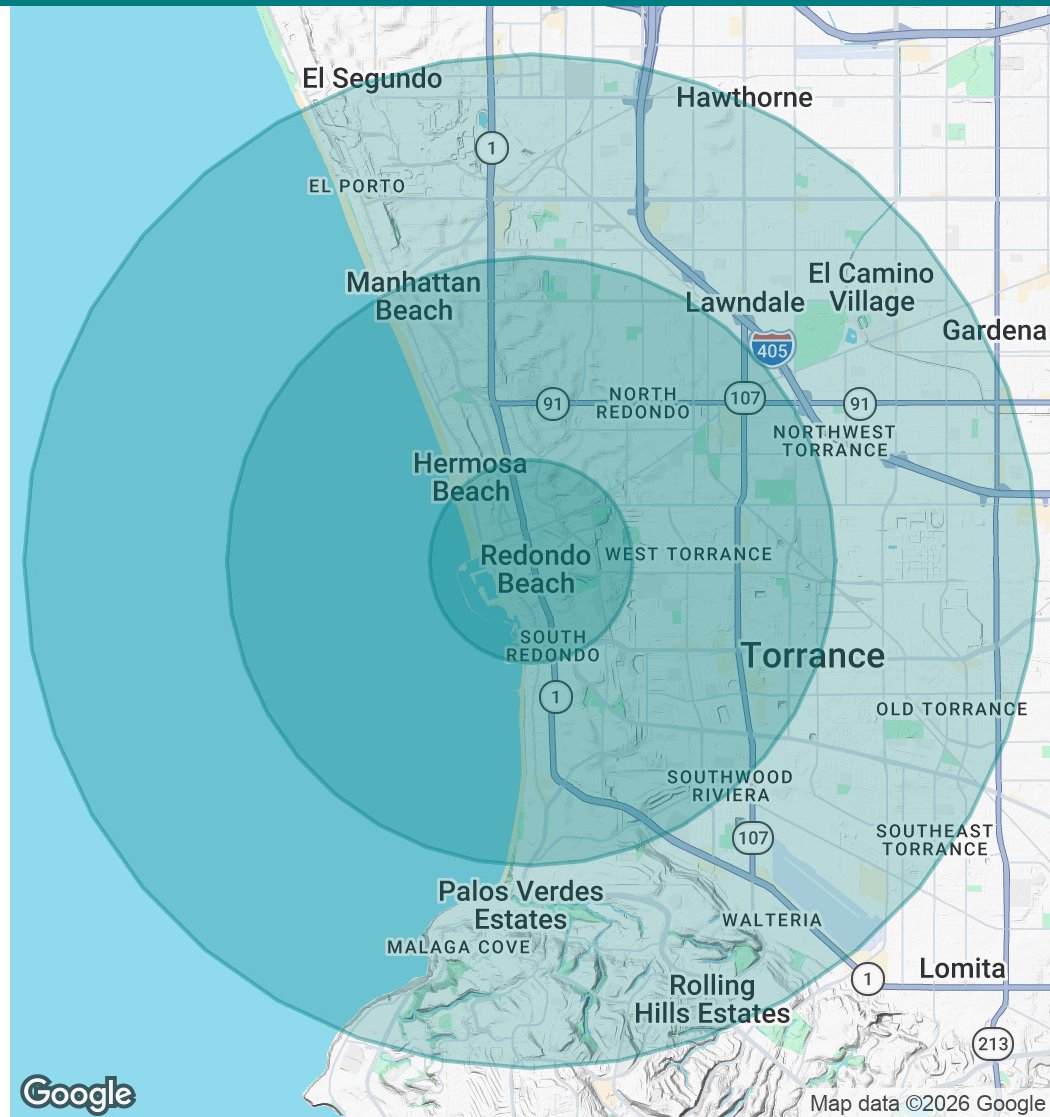 El Segundo
Hawthorne
1
EL PORTO
Manhattan
Beach
El Camino
Village
Lawndale
Gardena
405
91
NORTH
REDONDO
107
91
NORTHWEST
TORRANCE
Hermosa
Beach
Redondo
Beach
WEST TORRANCE
SOUTH
REDONDO
Torrance
1
OLD TORRANCE
SOUTHWOOD
RIVIERA
107
SOUTHEAST
TORRANCE
Palos Verdes
Estates
WALTERIA
MALAGA COVE
Lomita
1
Rolling
Hills Estates
213
Google
Map data ©2026 Google